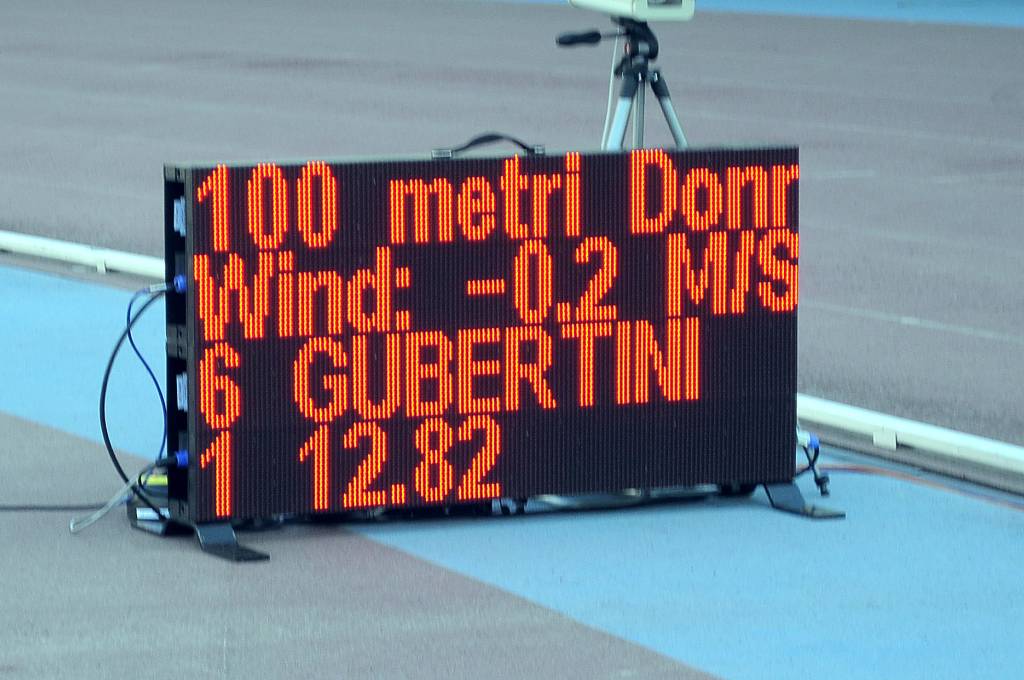 100 metri Donn
Wind: -0.2 M/S
6 GUBERTINI
1 12.82